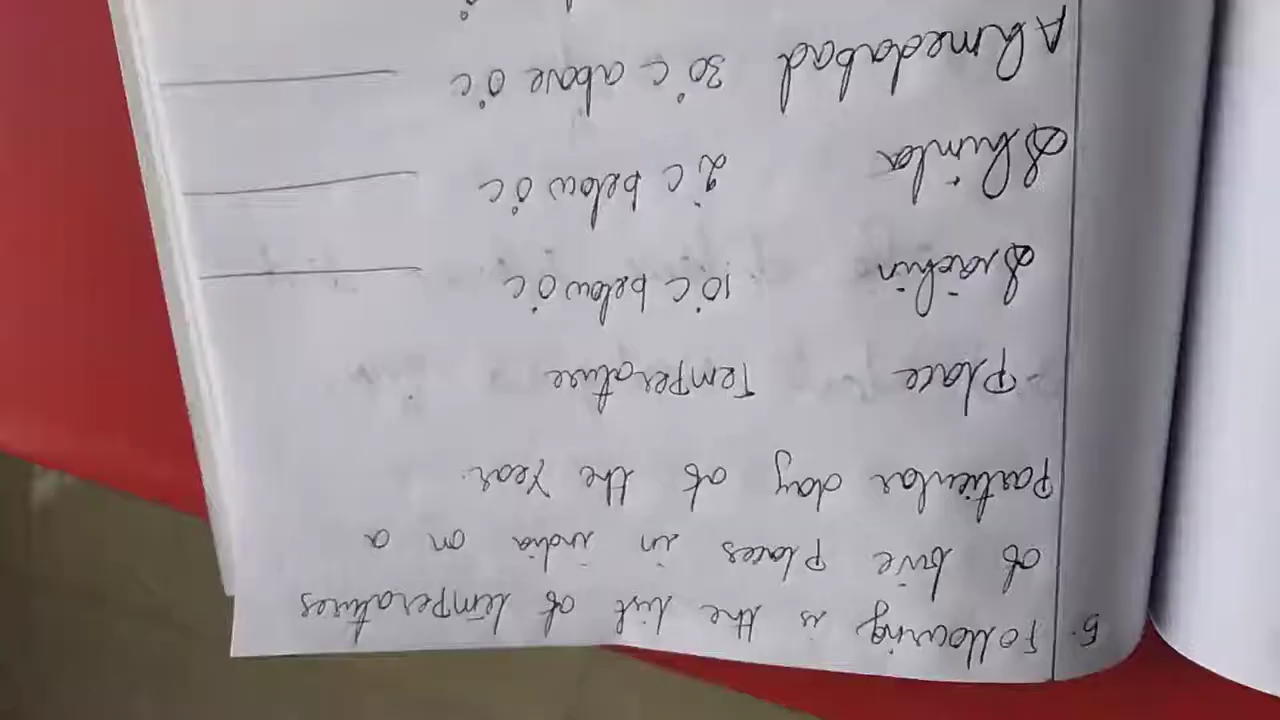 5. Following is the list of temperatures
of five Places in india on a
Particular day of the Year.
Place Temperature
Siachin 10°C below 0°C
Shimla 2°C below 0°C
Ahmedabad 30°C above 0°C